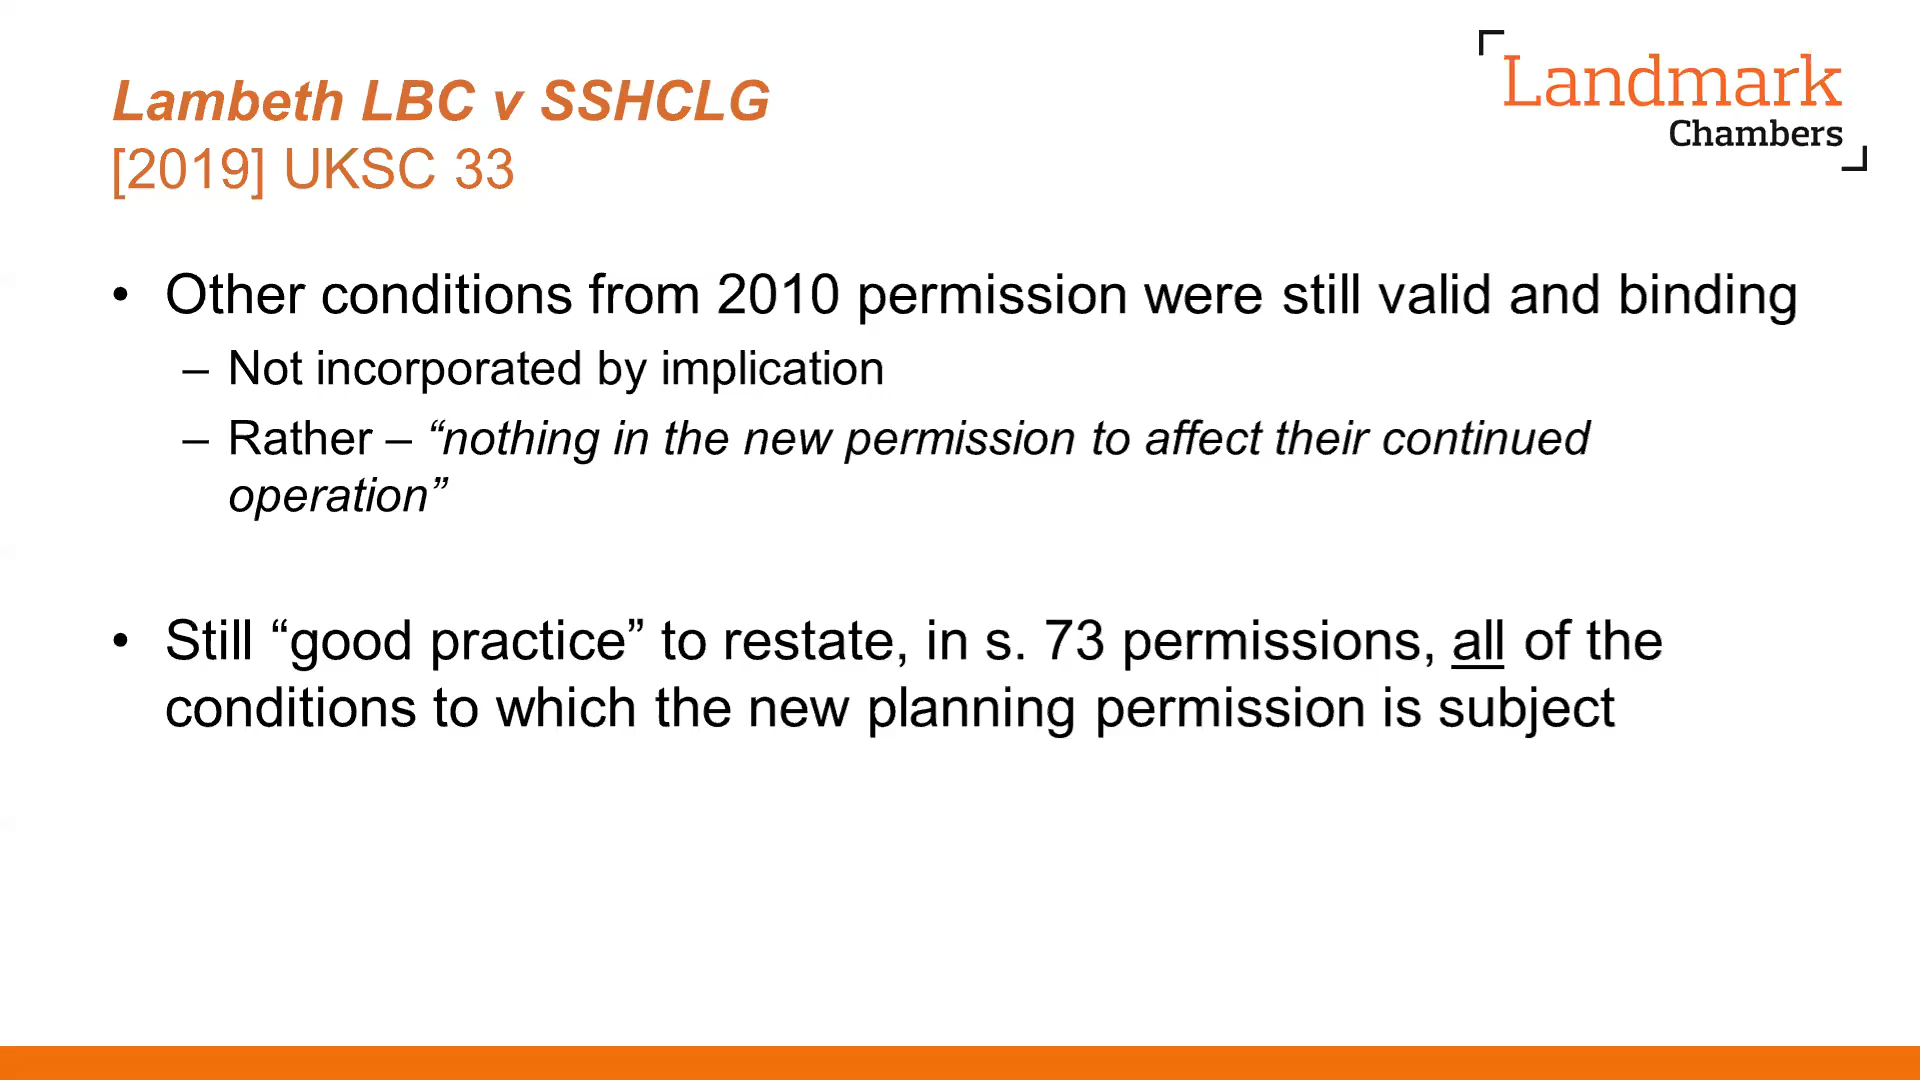 Lambeth LBC v SSHCLG
[2019] UKSC 33
Landmark
Chambers
• Other conditions from 2010 permission were still valid and binding
– Not incorporated by implication
– Rather – “nothing in the new permission to affect their continued
operation”
• Still “good practice” to restate, in s. 73 permissions, all of the
conditions to which the new planning permission is subject